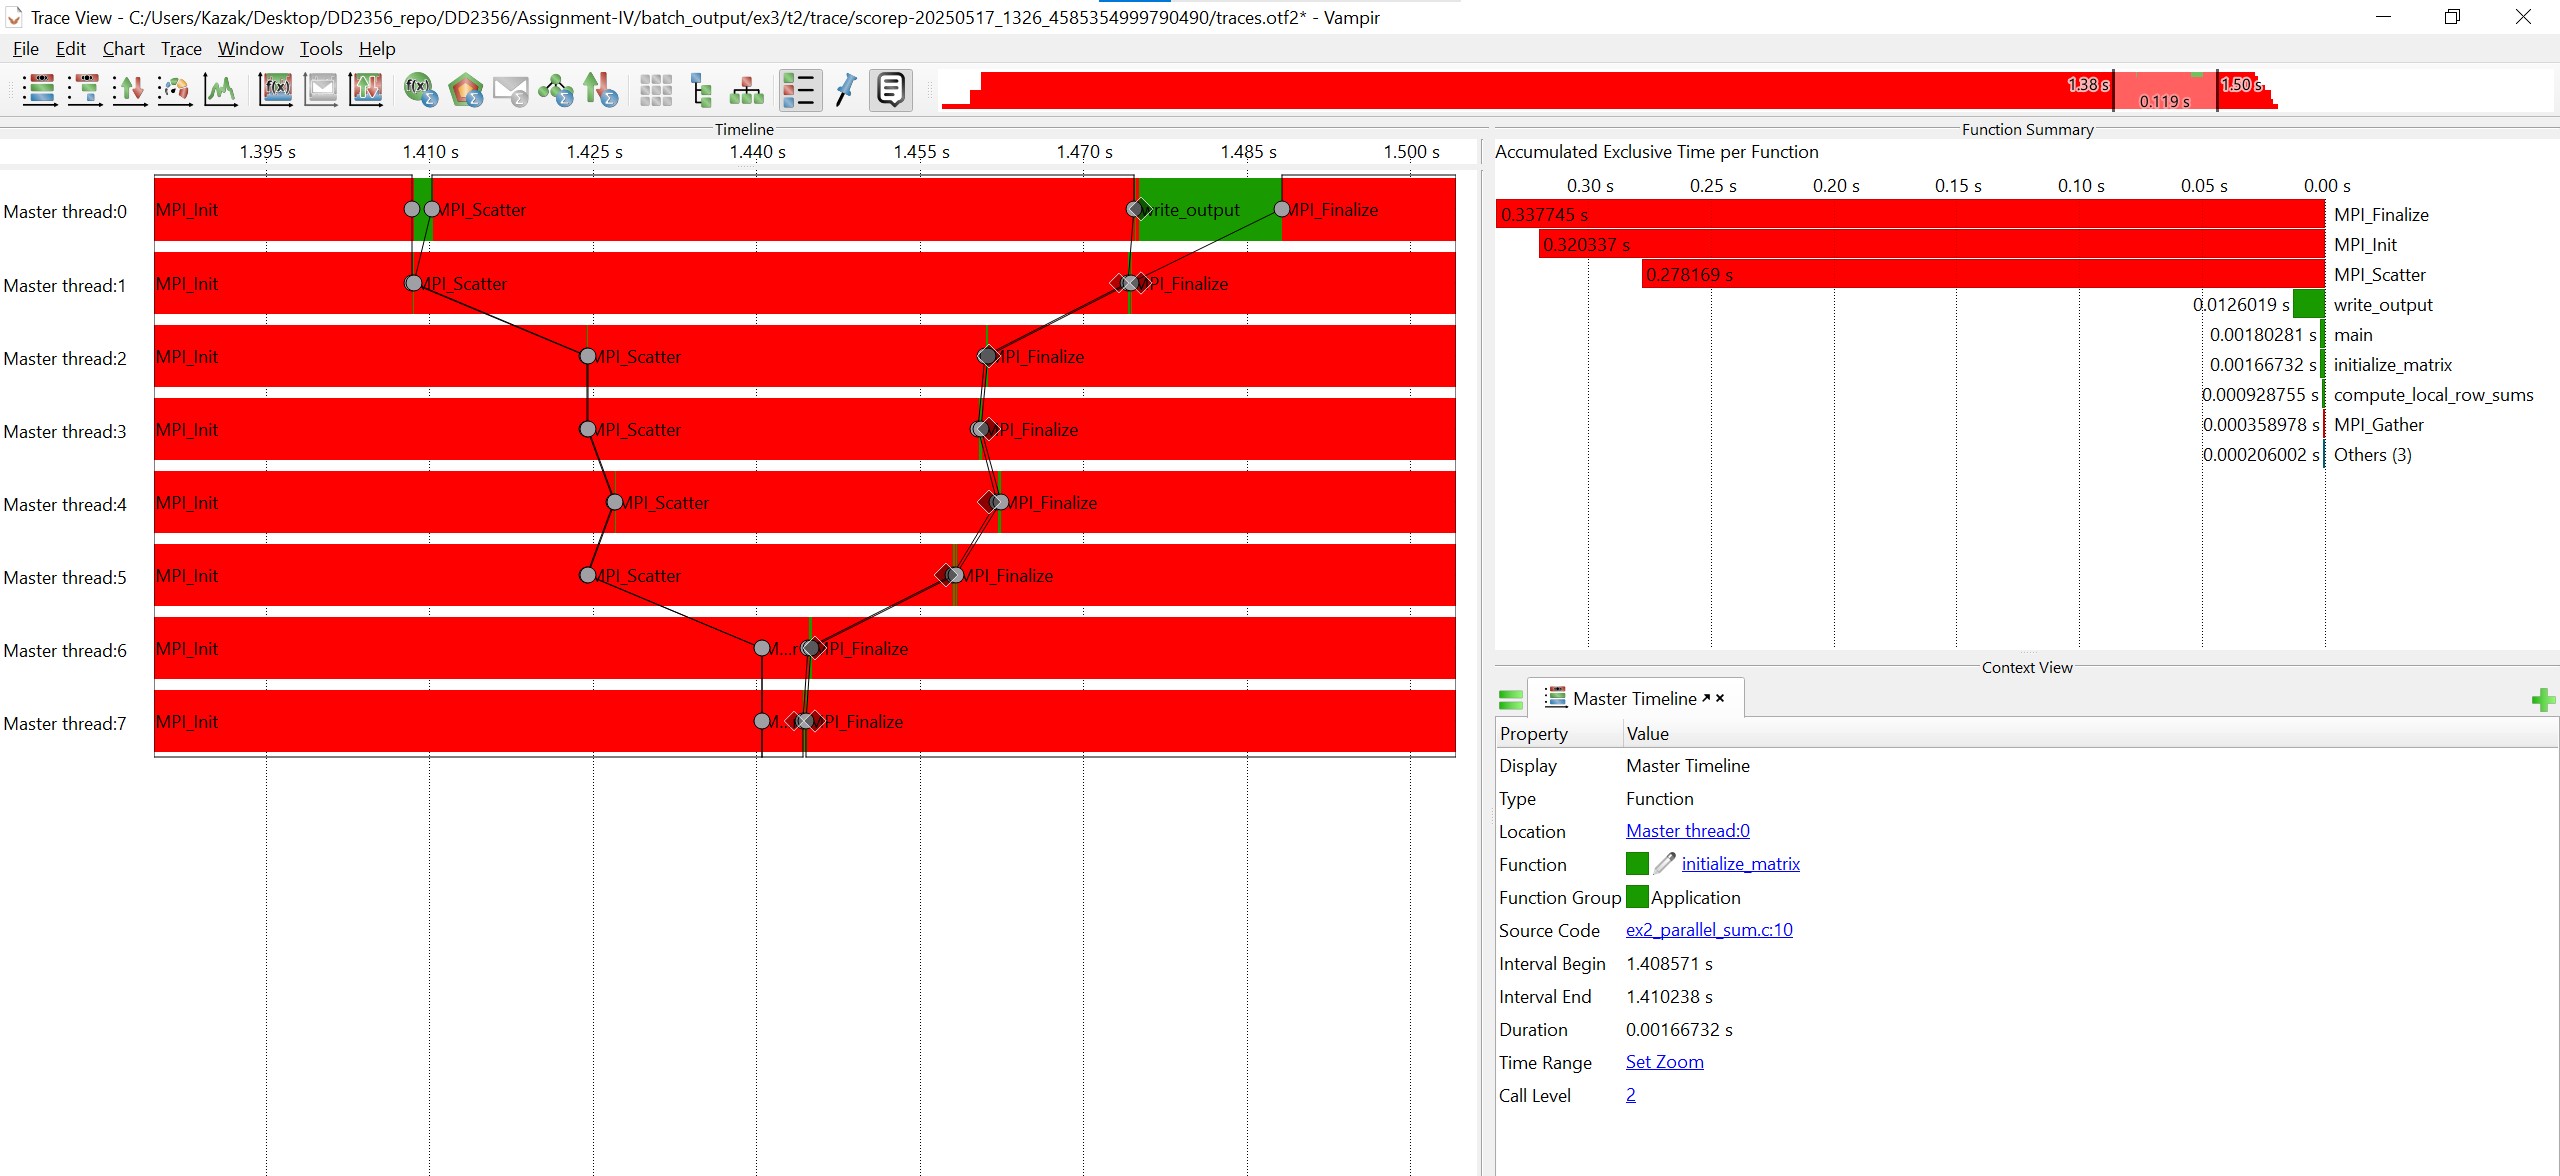 Trace View - C:/Users/Kazak/Desktop/DD2356_repo/DD2356/Assignment-IV/batch_output/ex3/t2/trace/scorep-20250517_1326_4585354999790490/traces.otf2* - Vampir
File Edit Chart Trace Window Tools Help
1.38 s 0.119 s 1.50 s
Timeline
1.395 s 1.410 s 1.425 s 1.440 s 1.455 s 1.470 s 1.485 s 1.500 s
Master thread:0 MPI_Init MPI_Scatter write_output MPI_Finalize
Master thread:1 MPI_Init MPI_Scatter MPI_Finalize
Master thread:2 MPI_Init MPI_Scatter MPI_Finalize
Master thread:3 MPI_Init MPI_Scatter MPI_Finalize
Master thread:4 MPI_Init MPI_Scatter MPI_Finalize
Master thread:5 MPI_Init MPI_Scatter MPI_Finalize
Master thread:6 MPI_Init M...r MPI_Finalize
Master thread:7 MPI_Init M... MPI_Finalize
Function Summary
Accumulated Exclusive Time per Function
0.30 s 0.25 s 0.20 s 0.15 s 0.10 s 0.05 s 0.00 s
0.337745 s MPI_Finalize
0.320337 s MPI_Init
0.278169 s MPI_Scatter
0.0126019 s write_output
0.00180281 s main
0.00166732 s initialize_matrix
0.000928755 s compute_local_row_sums
0.000358978 s MPI_Gather
0.000206002 s Others (3)
Context View
Master Timeline
Property Value
Display Master Timeline
Type Function
Location Master thread:0
Function initialize_matrix
Function Group Application
Source Code ex2_parallel_sum.c:10
Interval Begin 1.408571 s
Interval End 1.410238 s
Duration 0.00166732 s
Time Range Set Zoom
Call Level 2